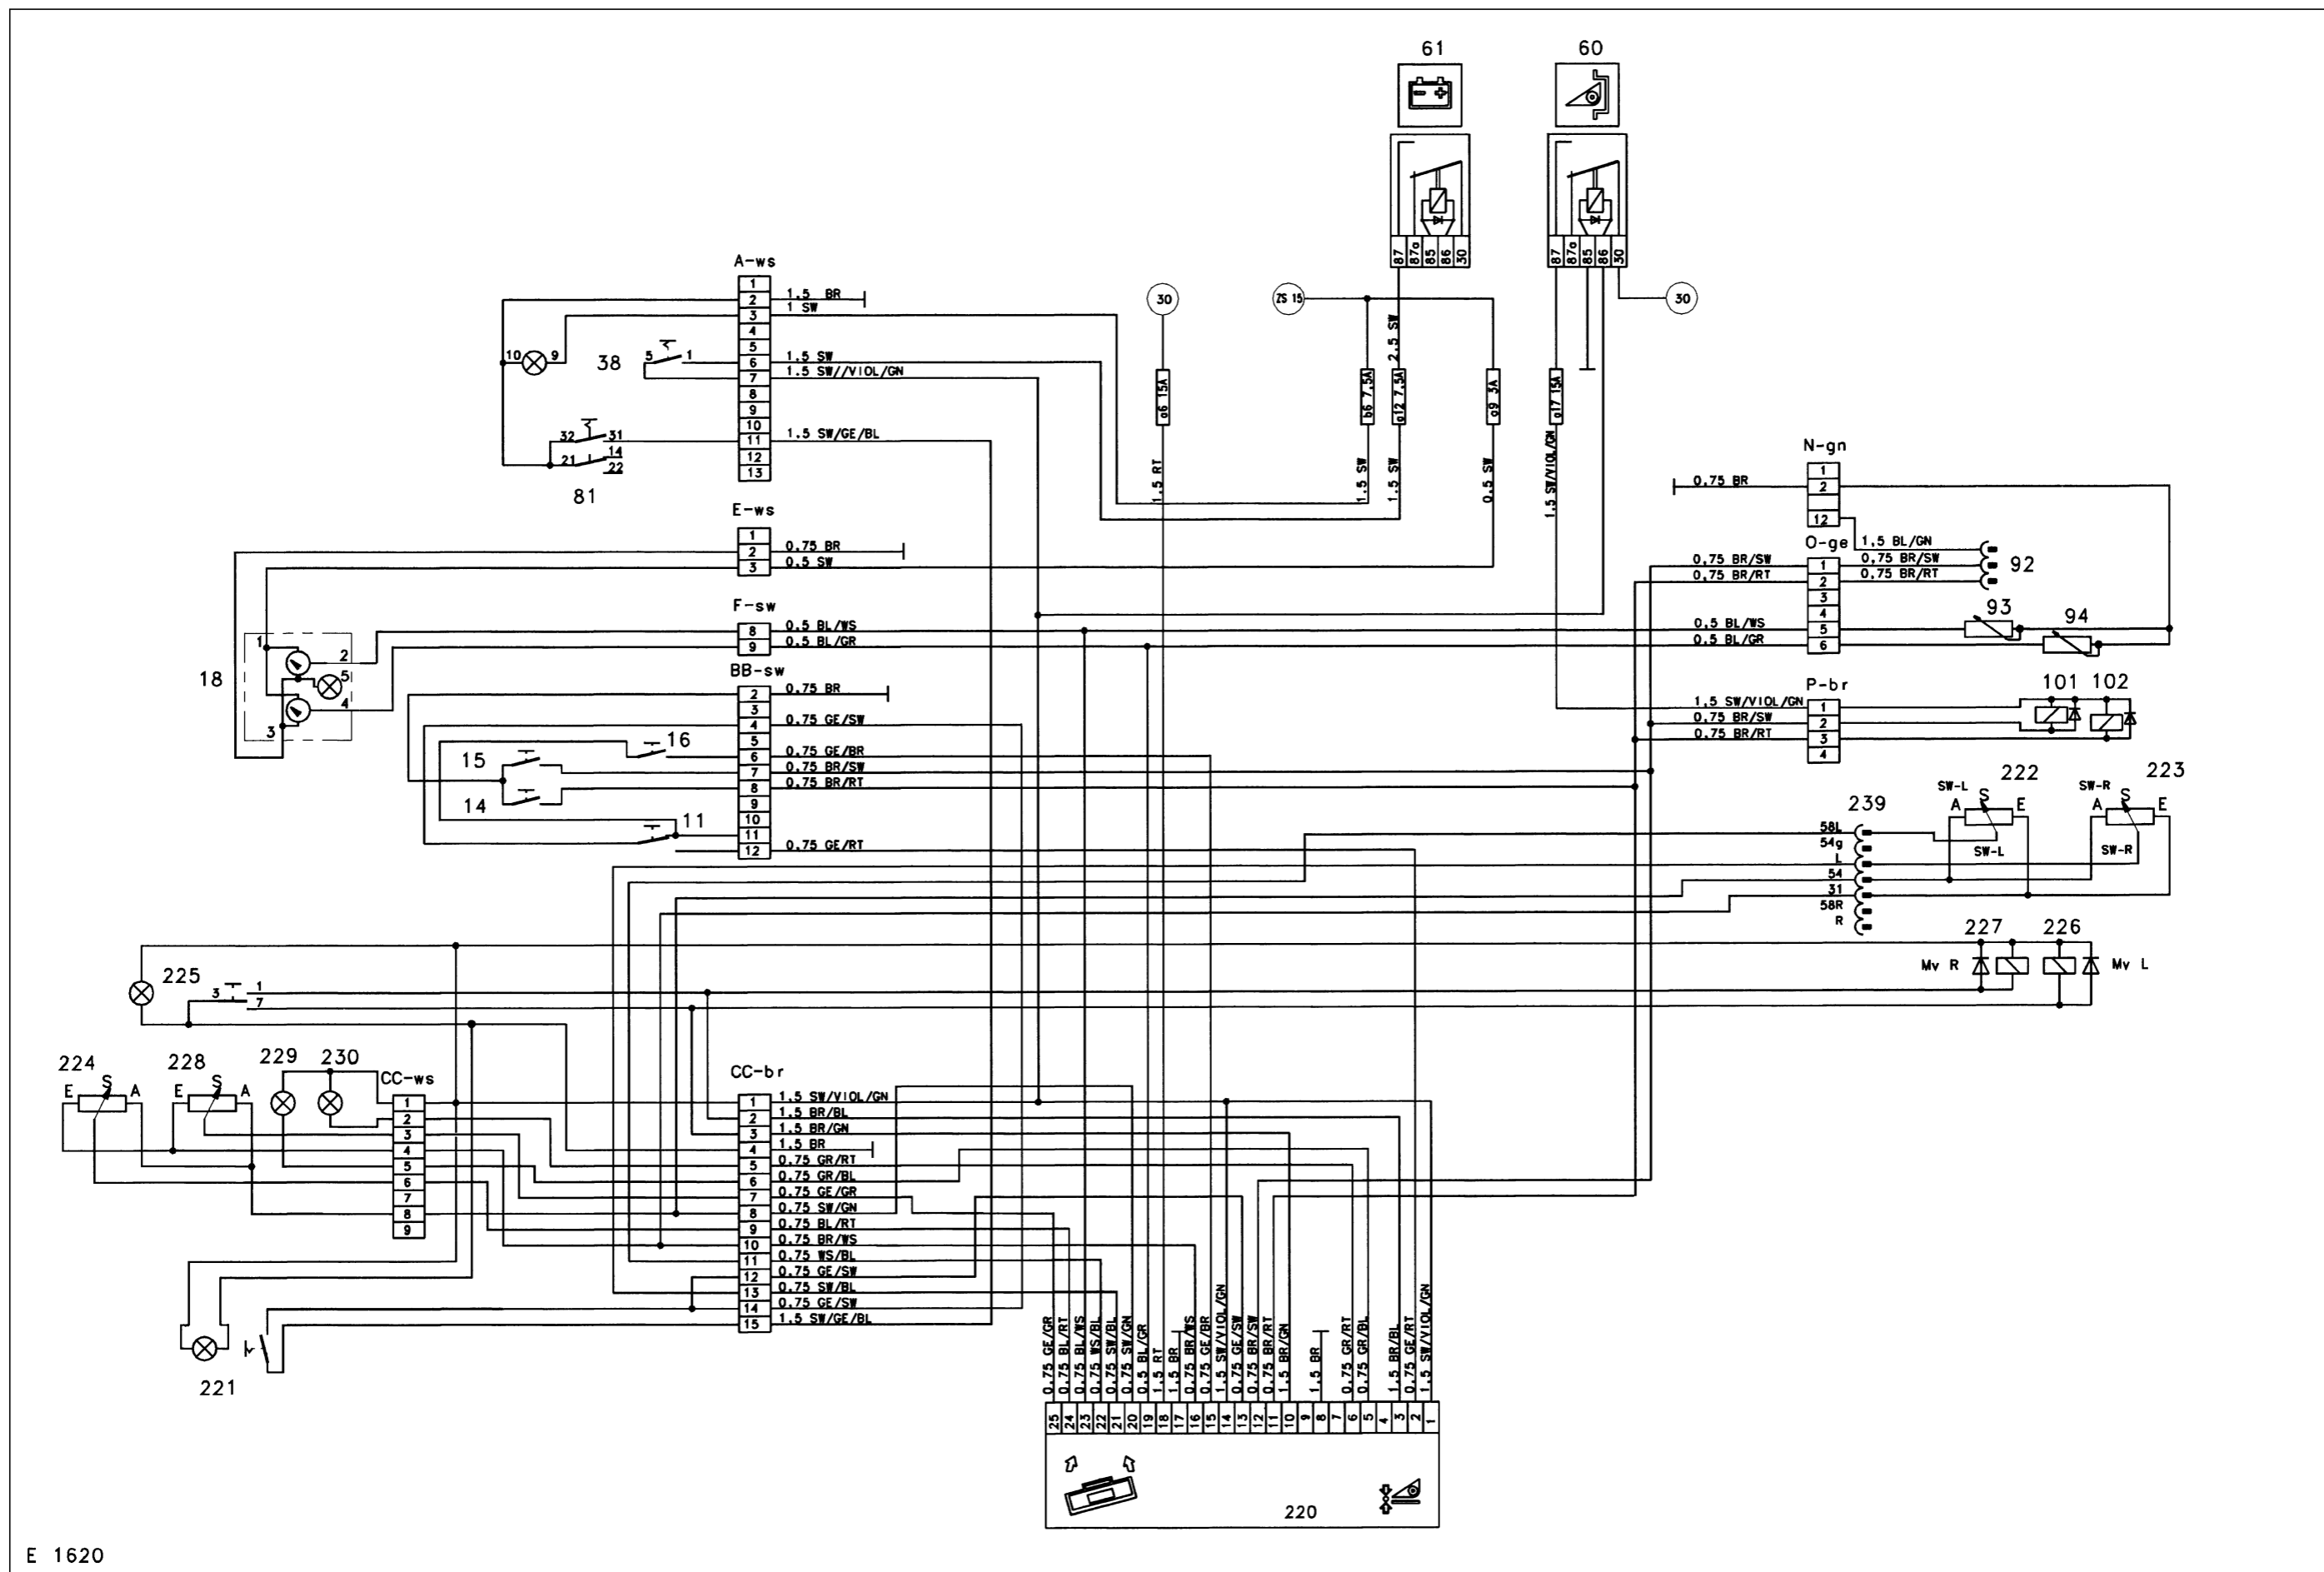 61 60
87 87a 85 86 30
87 87a 85 86 30
A-ws
1
2 1.5 BR
3 1 SW
4
5
6 1.5 SW
7 1.5 SW//VIOL/GN
8
9
10
11 1.5 SW/GE/BL
12
13
10 9
38 5 1
32 31
21 14
22
81
30
ZS 15
30
a6 15A
b6 7.5A
a12 7.5A
a9 5A
a17 15A
2.5 SW
1.5 RT
1.5 SW
1.5 SW
0.5 SW
1.5 SW/VIOL/GN
E-ws
1
2 0.75 BR
3 0.5 SW
F-sw
8 0.5 BL/WS
9 0.5 BL/GR
18
1
2
5
4
3
BB-sw
2 0.75 BR
3
4 0.75 GE/SW
5
6 0.75 GE/BR
7 0.75 BR/SW
8 0.75 BR/RT
9
10
11
12 0.75 GE/RT
16
15
14
11
N-gn
1
0.75 BR 2
12
1.5 BL/GN
O-ge
0.75 BR/SW 1 0.75 BR/SW
0.75 BR/RT 2 0.75 BR/RT
3
4
0.5 BL/WS 5
0.5 BL/GR 6
92
93
94
P-br
1.5 SW/VIOL/GN 1
0.75 BR/SW 2
0.75 BR/RT 3
4
101 102
222
223
SW-L
A S E
SW-R
A S E
SW-L
SW-R
239
58L
54g
L
54
31
58R
R
227 226
Mv R
Mv L
225
3 1
7
224
E S A
228
E S A
229
230
CC-ws
1
2
3
4
5
6
7
8
9
CC-br
1 1.5 SW/VIOL/GN
2 1.5 BR/BL
3 1.5 BR/GN
4 1.5 BR
5 0.75 GR/RT
6 0.75 GR/BL
7 0.75 GE/GR
8 0.75 SW/GN
9 0.75 BL/RT
10 0.75 BR/WS
11 0.75 WS/BL
12 0.75 GE/SW
13 0.75 SW/BL
14 0.75 GE/SW
15 1.5 SW/GE/BL
221
0.75 GE/GR
0.75 BL/RT
0.75 BL/WS
0.75 WS/BL
0.75 SW/BL
0.75 SW/GN
0.5 BL/GR
1.5 RT
1.5 BR
0.75 BR/WS
0.75 GE/BR
1.5 SW/VIOL/GN
0.75 GE/SW
0.75 BR/SW
0.75 BR/RT
1.5 BR/GN
1.5 BR
0.75 GR/RT
0.75 GR/BL
1.5 BR/BL
0.75 GE/RT
1.5 SW/VIOL/GN
25 24 23 22 21 20 19 18 17 16 15 14 13 12 11 10 9 8 7 6 5 4 3 2 1
220
E 1620